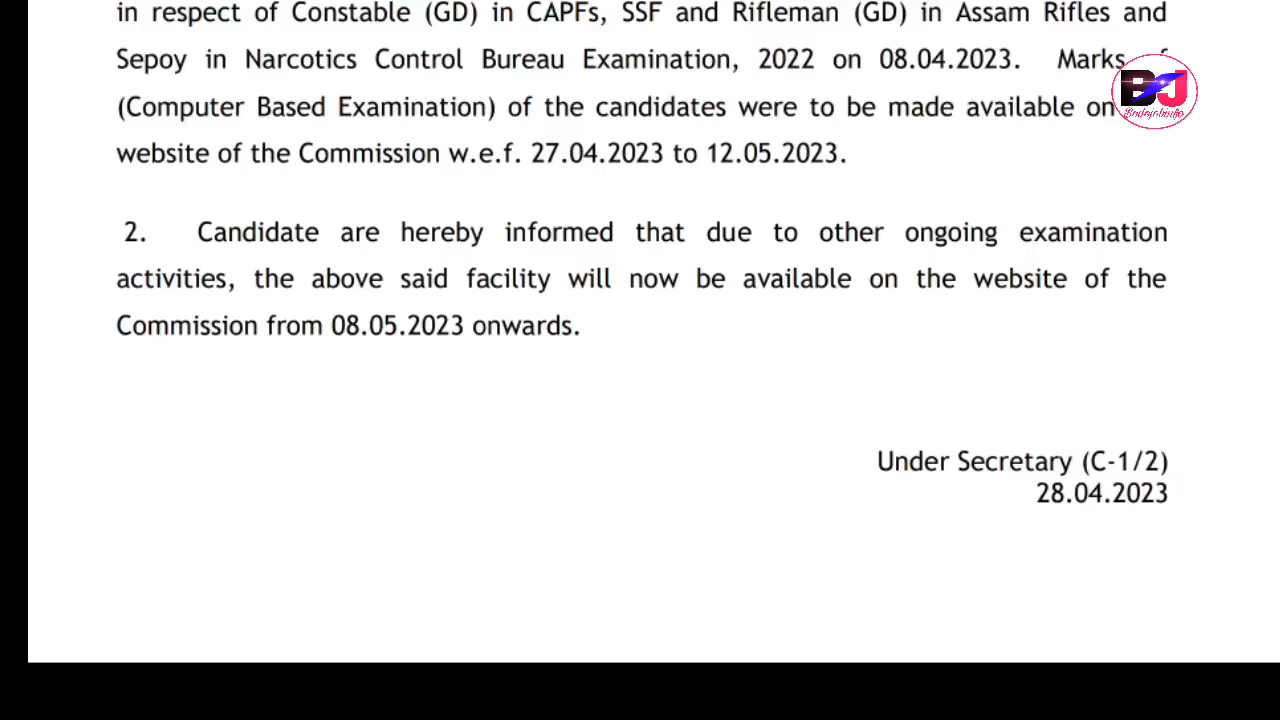 in respect of Constable (GD) in CAPFs, SSF and Rifleman (GD) in Assam Rifles and
Sepoy in Narcotics Control Bureau Examination, 2022 on 08.04.2023. Marks
(Computer Based Examination) of the candidates were to be made available on
website of the Commission w.e.f. 27.04.2023 to 12.05.2023.
2. Candidate are hereby informed that due to other ongoing examination
activities, the above said facility will now be available on the website of the
Commission from 08.05.2023 onwards.
Under Secretary (C-1/2)
28.04.2023
BJ